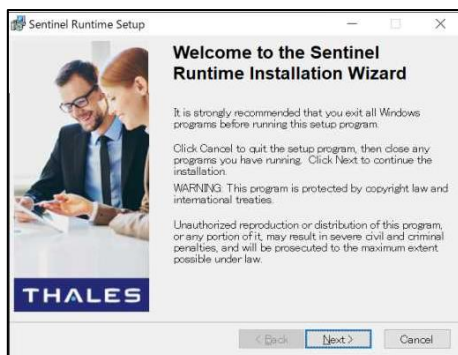 Sentinel Runtime Setup
Welcome to the Sentinel
Runtime Installation Wizard
It is strongly recommended that you exit all Windows
programs before running this setup program.
Click Cancel to quit the setup program, then close any
programs you have running. Click Next to continue the
installation.
WARNING: This program is protected by copyright law and
international treaties.
Unauthorized reproduction or distribution of this program,
or any portion of it, may result in severe civil and criminal
penalties, and will be prosecuted to the maximum extent
possible under law.
THALES
< Back Next > Cancel